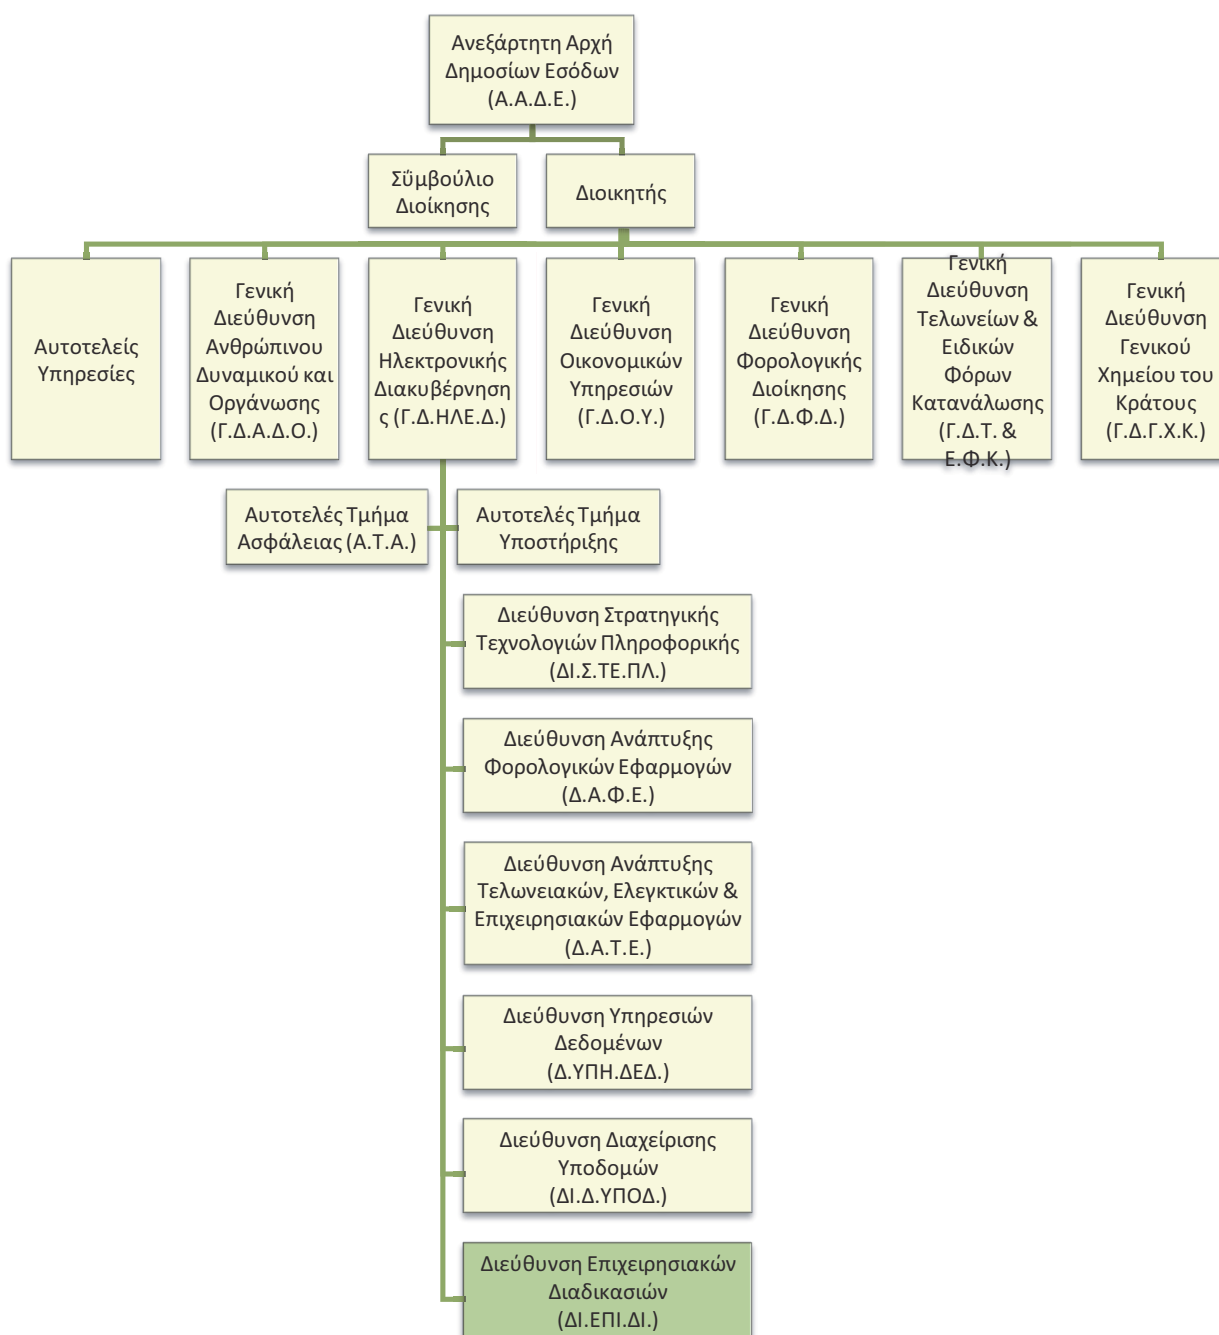 Ανεξάρτητη Αρχή
Δημοσίων Εσόδων
(Α.Α.Δ.Ε.)
Σΰμβούλιο
Διοίκησης
Διοικητής
Αυτοτελείς
Υπηρεσίες
Γενική
Διεύθυνση
Ανθρώπινου
Δυναμικού και
Οργάνωσης
(Γ.Δ.Α.Δ.Ο.)
Γενική
Διεύθυνση
Ηλεκτρονικής
Διακυβέρνηση
ς (Γ.Δ.ΗΛΕ.Δ.)
Γενική
Διεύθυνση
Οικονομικών
Υπηρεσιών
(Γ.Δ.Ο.Υ.)
Γενική
Διεύθυνση
Φορολογικής
Διοίκησης
(Γ.Δ.Φ.Δ.)
Γενική
Διεύθυνση
Τελωνείων &
Ειδικών
Φόρων
Κατανάλωσης
(Γ.Δ.Τ. &
Ε.Φ.Κ.)
Γενική
Διεύθυνση
Γενικού
Χημείου του
Κράτους
(Γ.Δ.Γ.Χ.Κ.)
Αυτοτελές Τμήμα
Ασφάλειας (Α.Τ.Α.)
Αυτοτελές Τμήμα
Υποστήριξης
Διεύθυνση Στρατηγικής
Τεχνολογιών Πληροφορικής
(ΔΙ.Σ.ΤΕ.ΠΛ.)
Διεύθυνση Ανάπτυξης
Φορολογικών Εφαρμογών
(Δ.Α.Φ.Ε.)
Διεύθυνση Ανάπτυξης
Τελωνειακών, Ελεγκτικών &
Επιχειρησιακών Εφαρμογών
(Δ.Α.Τ.Ε.)
Διεύθυνση Υπηρεσιών
Δεδομένων
(Δ.ΥΠΗ.ΔΕΔ.)
Διεύθυνση Διαχείρισης
Υποδομών
(ΔΙ.Δ.ΥΠΟΔ.)
Διεύθυνση Επιχειρησιακών
Διαδικασιών
(ΔΙ.ΕΠΙ.ΔΙ.)